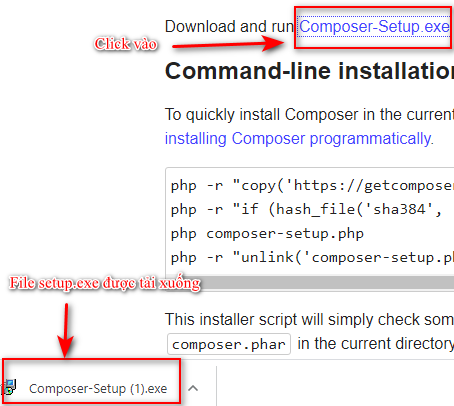 Download and run Composer-Setup.exe
Click vào
Command-line installation
To quickly install Composer in the current
installing Composer programmatically.
php -r "copy('https://getcomposer
php -r "if (hash_file('sha384',
php composer-setup.php
php -r "unlink('composer-setup.ph
File setup.exe được tải xuống
This installer script will simply check som
composer.phar in the current directory
Composer-Setup (1).exe